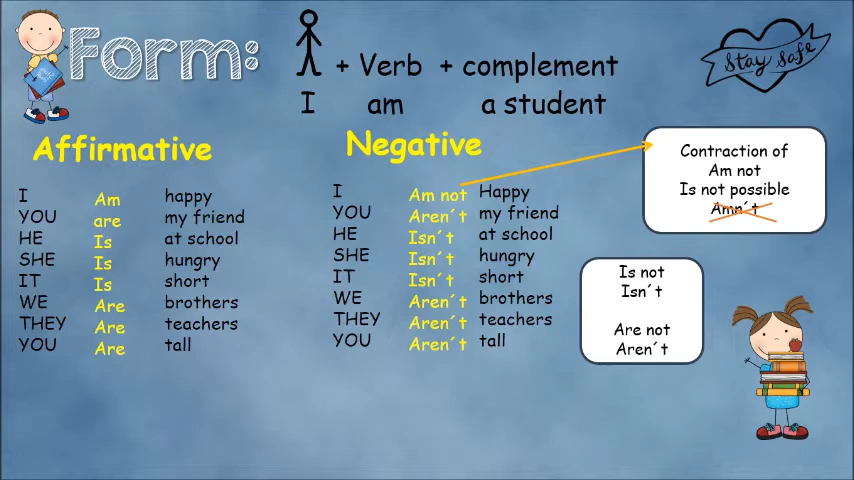 Form:
+ Verb + complement
I am a student
Stay Safe
Affirmative
I Am happy
YOU are my friend
HE Is at school
SHE Is hungry
IT Is short
WE Are brothers
THEY Are teachers
YOU Are tall
Negative
I Am not Happy
YOU Aren´t my friend
HE Isn´t at school
SHE Isn´t hungry
IT Isn´t short
WE Aren´t brothers
THEY Aren´t teachers
YOU Aren´t tall
Contraction of
Am not
Is not possible
Amn´t
Is not
Isn´t
Are not
Aren´t